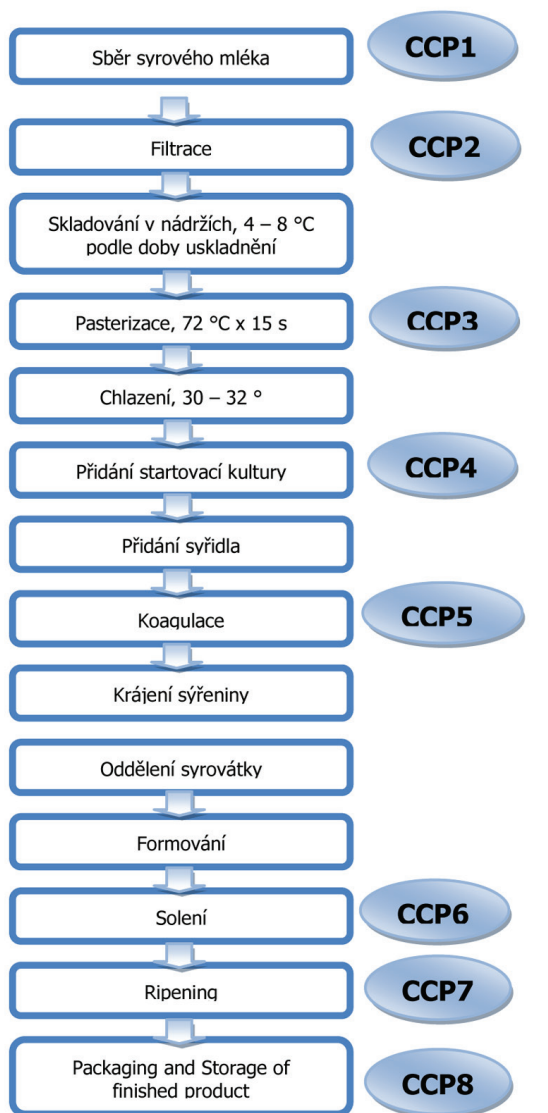 Sběr syrového mléka
CCP1
Filtrace
CCP2
Skladování v nádržích, 4 – 8 °C
podle doby uskladnění
Pasterizace, 72 °C x 15 s
CCP3
Chlazení, 30 – 32 °
Přidání startovací kultury
CCP4
Přidání syřidla
Koagulace
CCP5
Krájení sýřeniny
Oddělení syrovátky
Formování
Solení
CCP6
Ripening
CCP7
Packaging and Storage of
finished product
CCP8